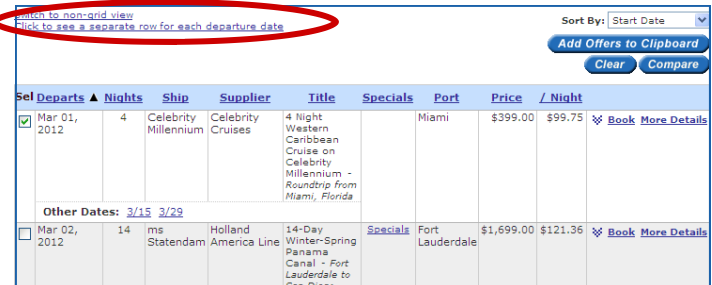 Switch to non-grid view
Click to see a separate row for each departure date
Sort By: Start Date
Add Offers to Clipboard
Clear Compare
Sel Departs ▲ Nights Ship Supplier Title Specials Port Price / Night
Mar 01, 2012 4 Celebrity Millennium Celebrity Cruises 4 Night Western Caribbean Cruise on Celebrity Millennium - Roundtrip from Miami, Florida Miami $399.00 $99.75 Book More Details
Other Dates: 3/15 3/29
Mar 02, 2012 14 ms Statendam Holland America Line 14-Day Winter-Spring Panama Canal - Fort Lauderdale to Specials Fort Lauderdale $1,699.00 $121.36 Book More Details